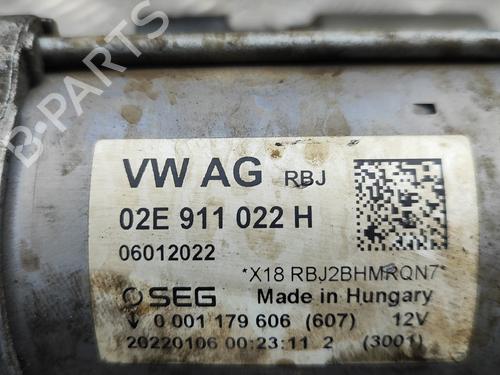 VW AG RBJ
02E 911 022 H
06012022
*X18 RBJ2BHMRQN7*
SEG Made in Hungary
0 001 179 606 (607) 12V
20220106 00:23:11 2 (3001)
B-PARTS